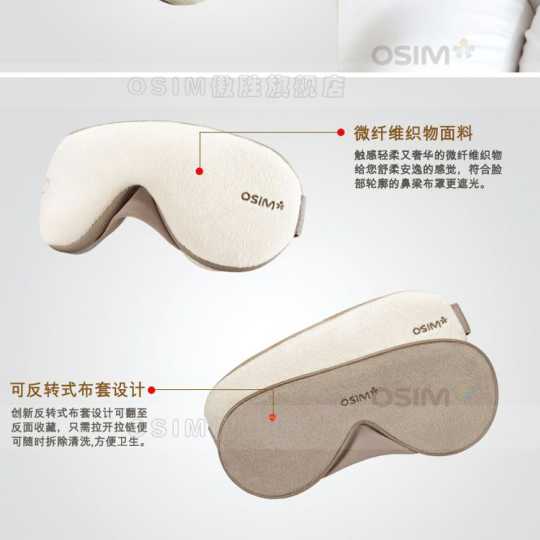 OSIM
OSIM傲胜旗舰店
微纤维织物面料
触感轻柔又奢华的微纤维织物
给您舒柔安逸的感觉，符合脸
部轮廓的鼻梁布罩更遮光。
OSIM
OSIM
OSIM
OSIM
可反转式布套设计
创新反转式布套设计可翻至
反面收藏，只需拉开拉链便
可随时拆除清洗,方便卫生。
OSIM